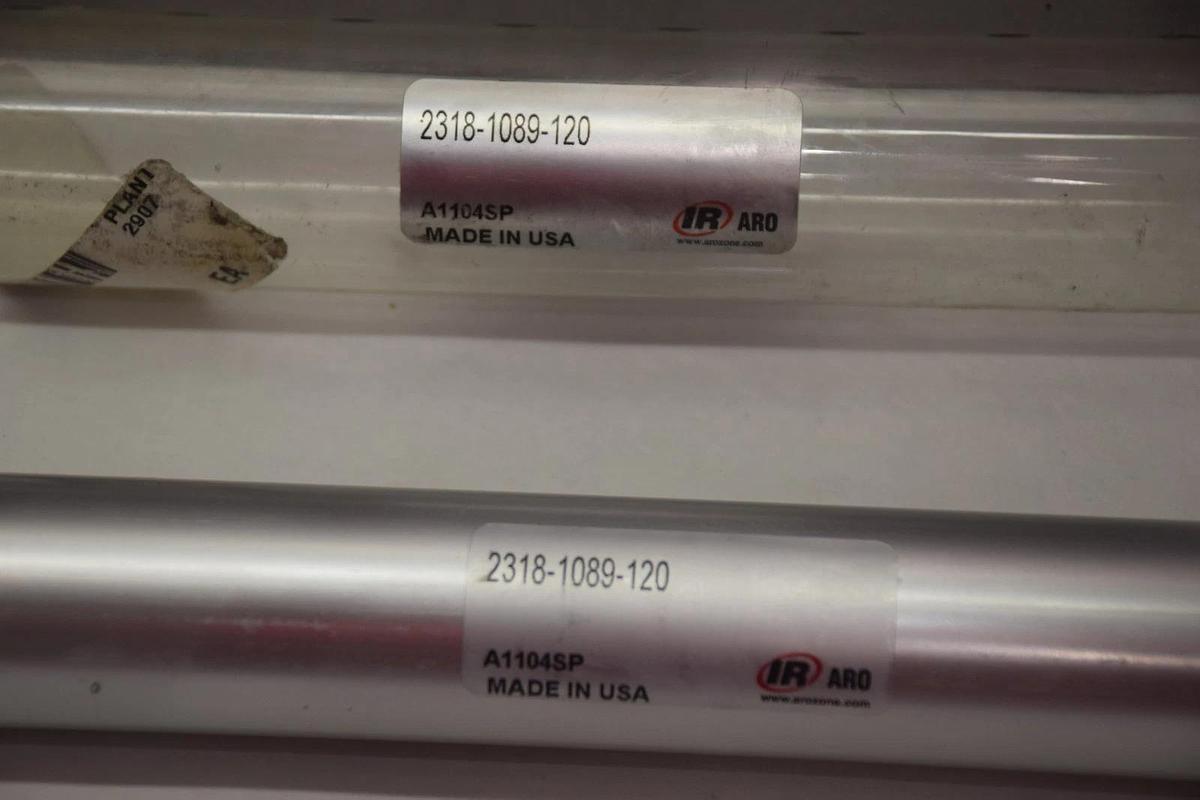 2318-1089-120
A1104SP
MADE IN USA
IR ARO
www.arozone.com
PLANT
2907
EA
2318-1089-120
A1104SP
MADE IN USA
IR ARO
www.arozone.com